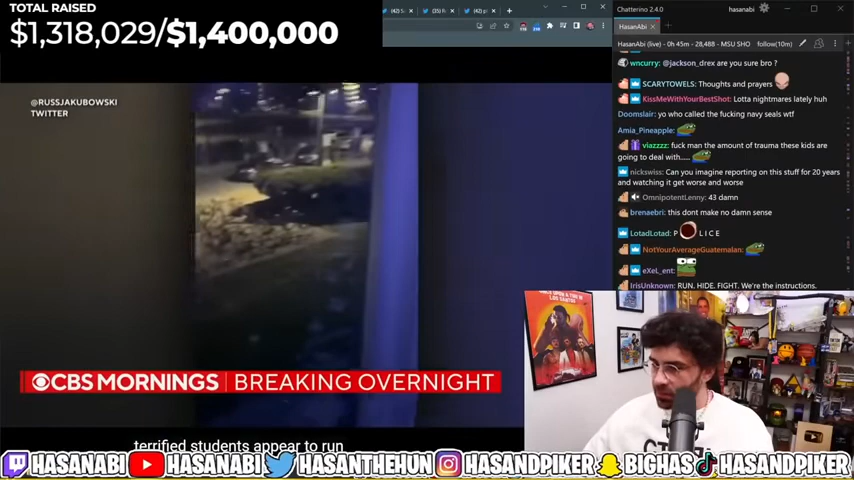 TOTAL RAISED
$1,318,029/$1,400,000
@RUSSJAKUBOWSKI
TWITTER
CBS MORNINGS | BREAKING OVERNIGHT
terrified students appear to run
Chattering 2.4.0
hasanabi
HasanAbi
HasanAbi (live) - 0h 45m - 28,488 - MSU SHO
follow(10m)
wncurry: @jackson_drex are you sure bro ?
SCARYTOWELS: Thoughts and prayers
KissMeWithYourBestShot: Lotta nightmares lately huh
Doomslair: yo who called the fucking navy seals wtf
Amia_Pineapple:
viazzzz: fuck man the amount of trauma these kids are
going to deal with.....
nickswiss: Can you imagine reporting on this stuff for 20 years
and watching it get worse and worse
OmnipotentLenny: 43 damn
brenaebri: this dont make no damn sense
LotadLotad: P O L I C E
NotYourAverageGuatemalan:
eXeL_ent:
IrisUnknown: RUN. HIDE. FIGHT. We're the instructions.
HASANABI HASANABI HASANTHEHUN HASANDPIKER BIGHAS HASANDPIKER